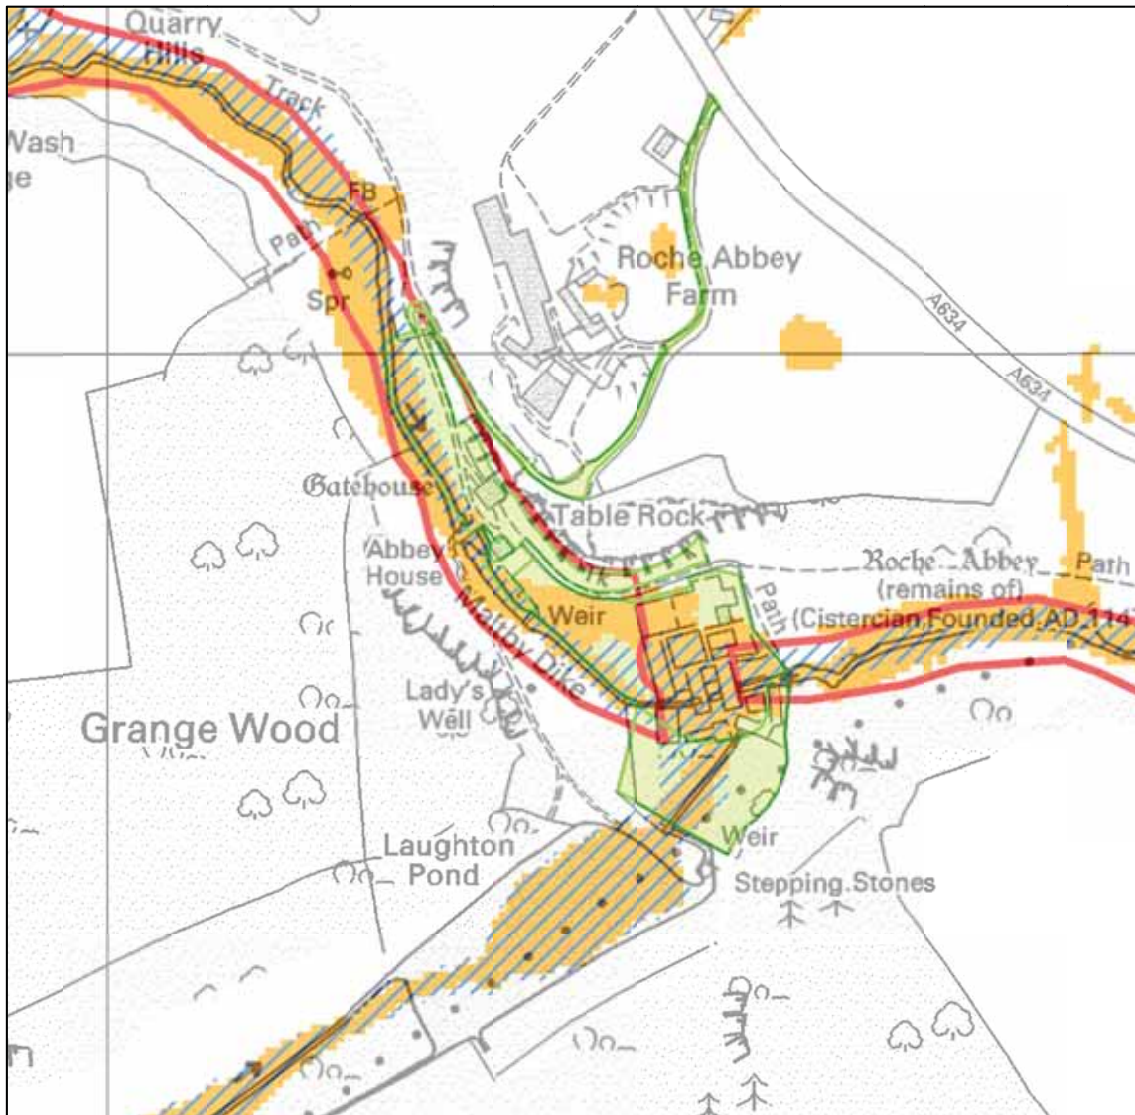 Quarry
Hills
Track
Wash
ge
FB
Path
Spr
Roche Abbey
Farm
A634
A634
Gatehouse
Table Rock
Abbey
House
Tk
Weir
Maltby Dike
Path
Roche Abbey
(remains of)
(Cistercian Founded AD 114
Path
Lady's
Well
Grange Wood
Laughton
Pond
Weir
Stepping Stones